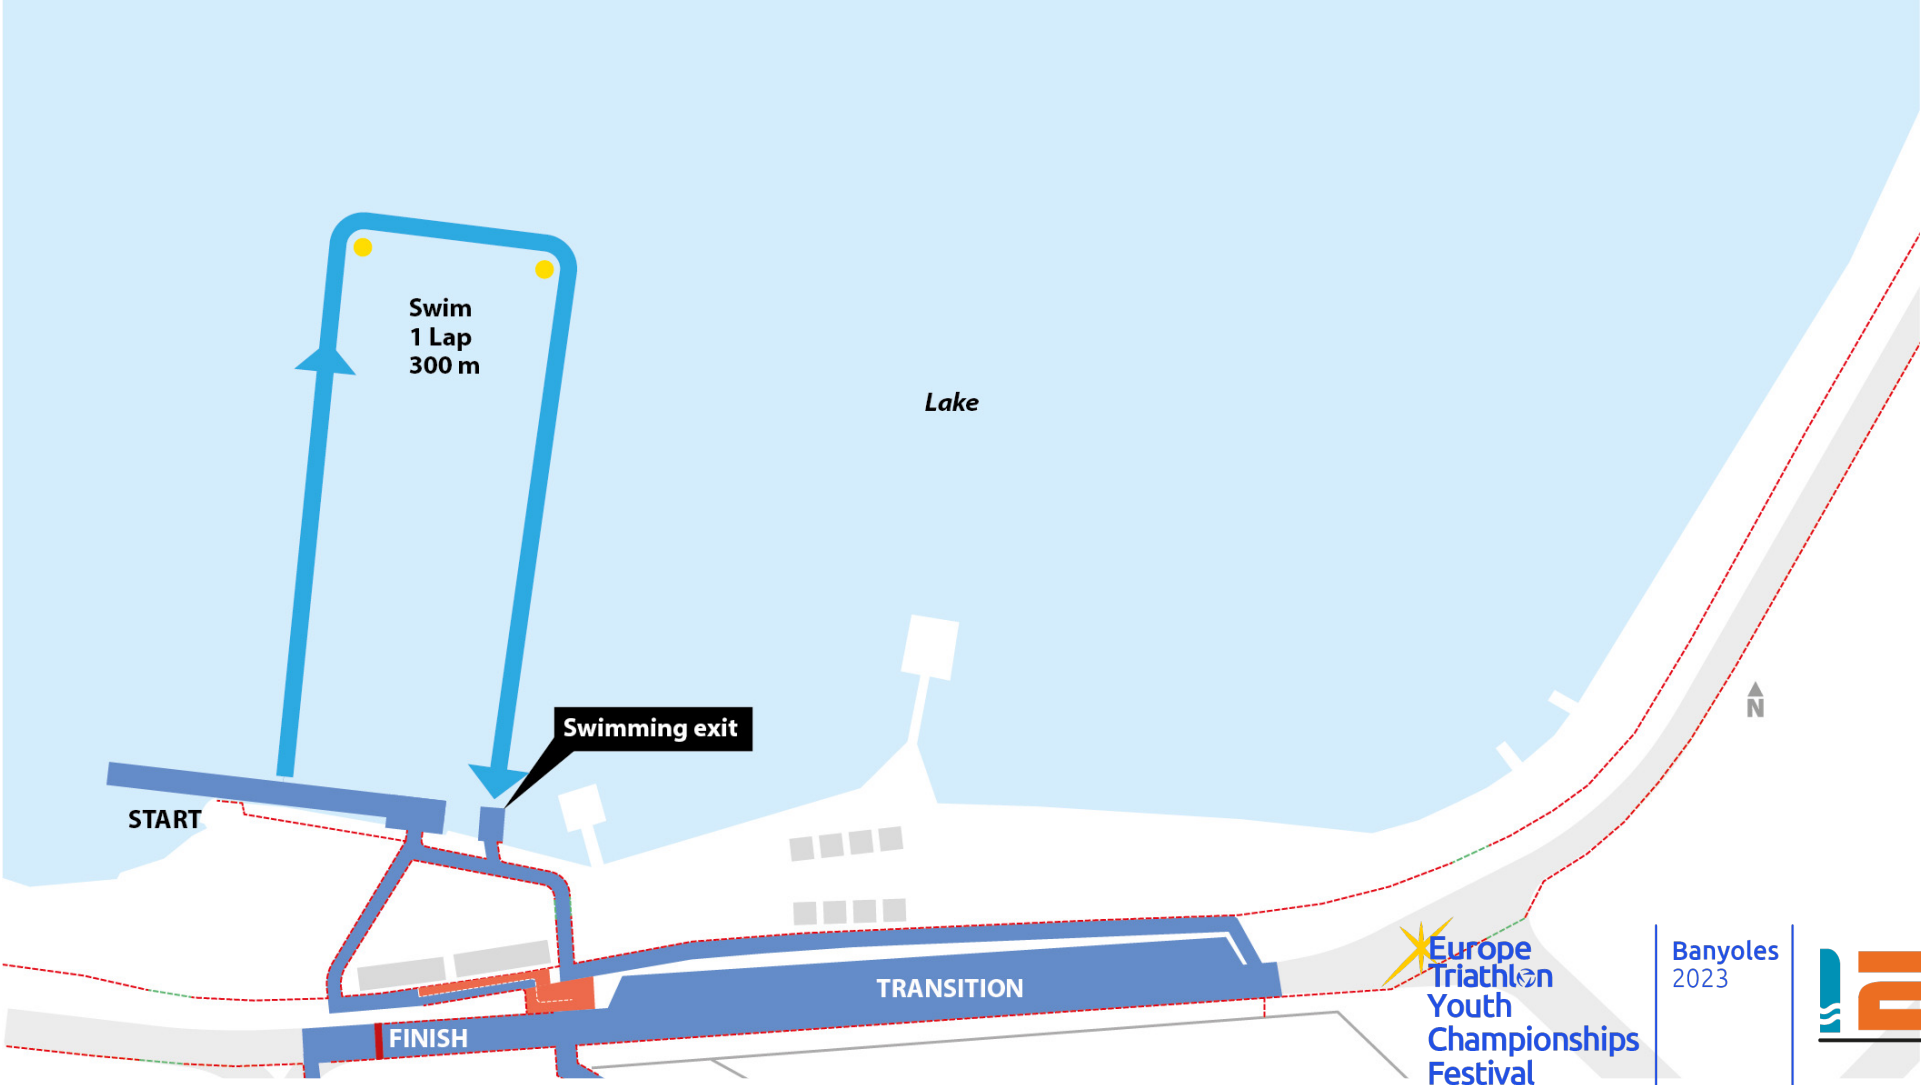 Swim
1 Lap
300 m
Lake
Swimming exit
START
N
TRANSITION
FINISH
Europe
Triathlon
Youth
Championships
Festival
Banyoles
2023